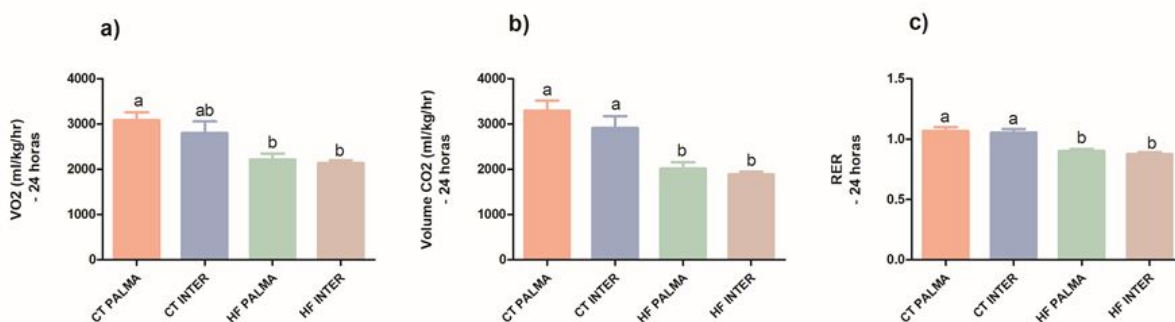 a)
VO2 (ml/kg/hr)
- 24 horas
4000
3000
2000
1000
0
a
ab
b
b
CT PALMA
CT INTER
HF PALMA
HF INTER
b)
Volume CO2 (ml/kg/hr)
- 24 horas
4000
3000
2000
1000
0
a
a
b
b
CT PALMA
CT INTER
HF PALMA
HF INTER
c)
RER
- 24 horas
1.5
1.0
0.5
0.0
a
a
b
b
CT PALMA
CT INTER
HF PALMA
HF INTER